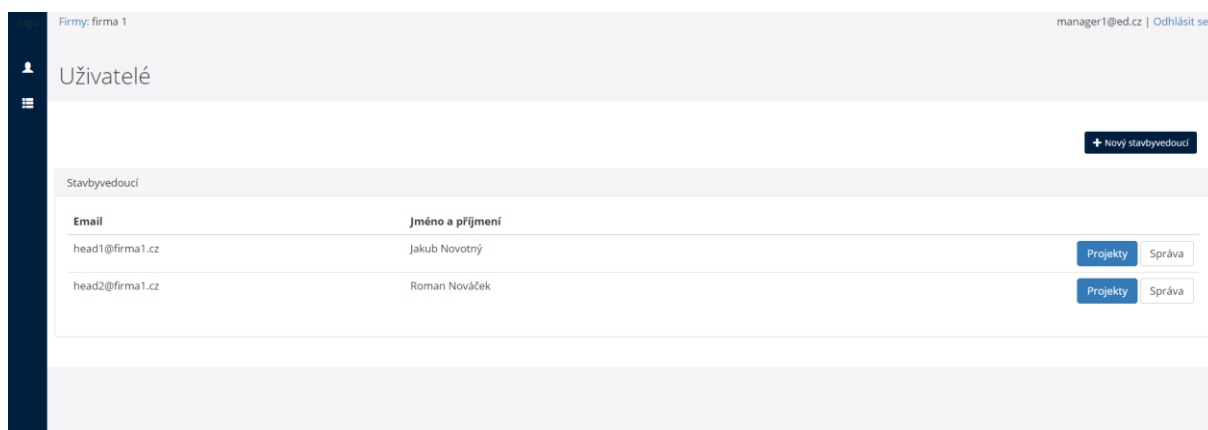 logo
Firmy: firma 1
manager1@ed.cz | Odhlásit se
Uživatelé
+ Nový stavbyvedoucí
Stavbyvedoucí
Email Jméno a příjmení
head1@firma1.cz Jakub Novotný Projekty Správa
head2@firma1.cz Roman Nováček Projekty Správa